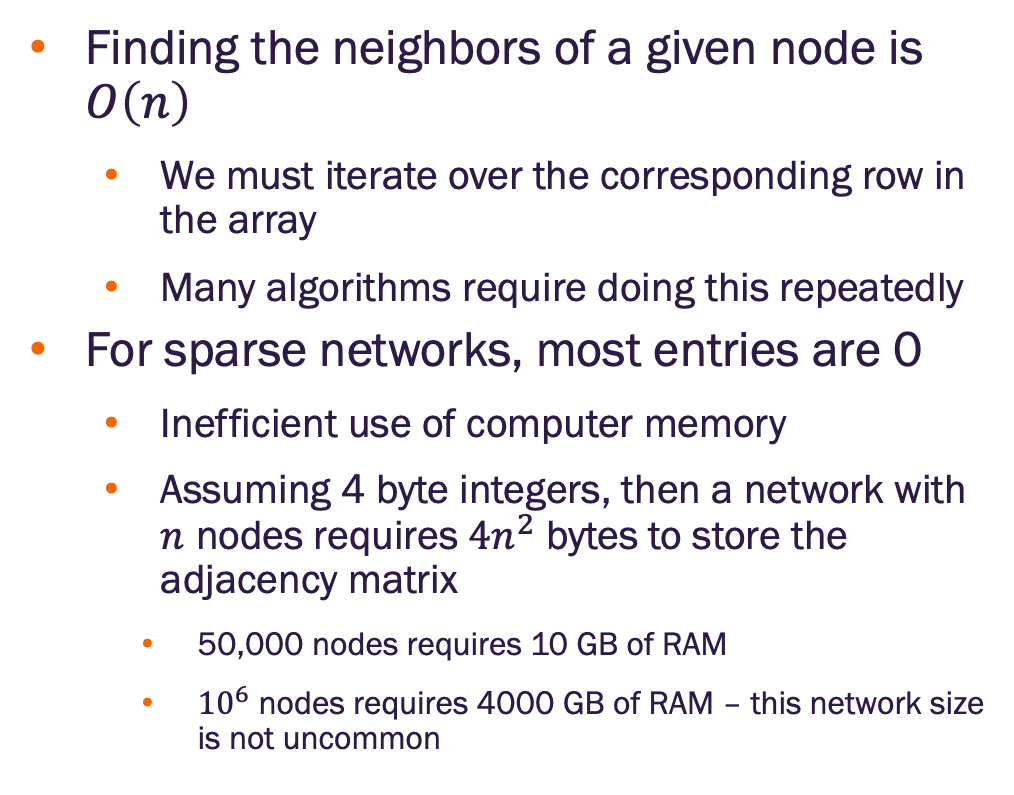 • Finding the neighbors of a given node is
O(n)
• We must iterate over the corresponding row in
the array
• Many algorithms require doing this repeatedly
• For sparse networks, most entries are 0
• Inefficient use of computer memory
• Assuming 4 byte integers, then a network with
n nodes requires 4n² bytes to store the
adjacency matrix
• 50,000 nodes requires 10 GB of RAM
• 10⁶ nodes requires 4000 GB of RAM – this network size
is not uncommon